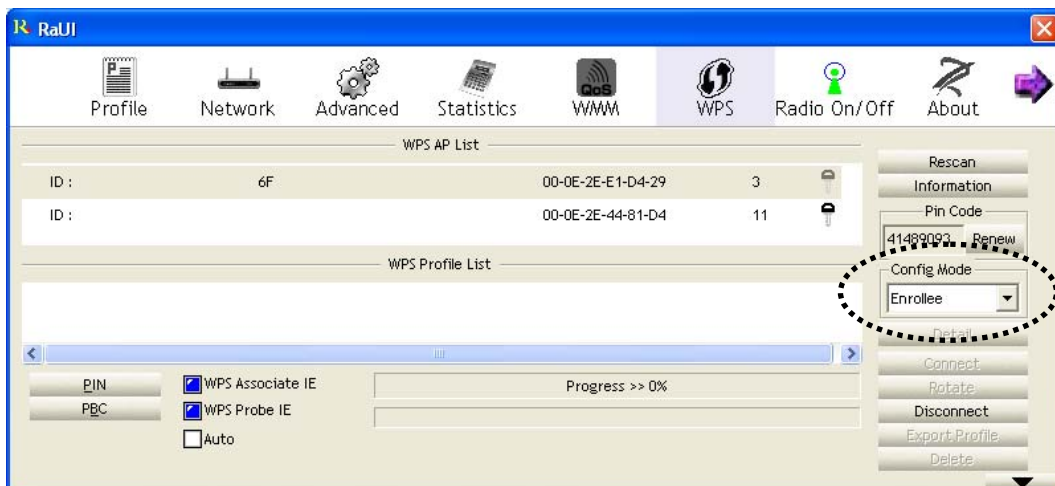 RaUI
Profile Network Advanced Statistics QoS WMM WPS Radio On/Off About
WPS AP List
ID : 6F 00-0E-2E-E1-D4-29 3
ID : 00-0E-2E-44-81-D4 11
WPS Profile List
PIN
PBC
WPS Associate IE
WPS Probe IE
Auto
Progress >> 0%
Rescan
Information
Pin Code
41489093 Renew
Config Mode
Enrollee
Detail
Connect
Rotate
Disconnect
Export Profile
Delete